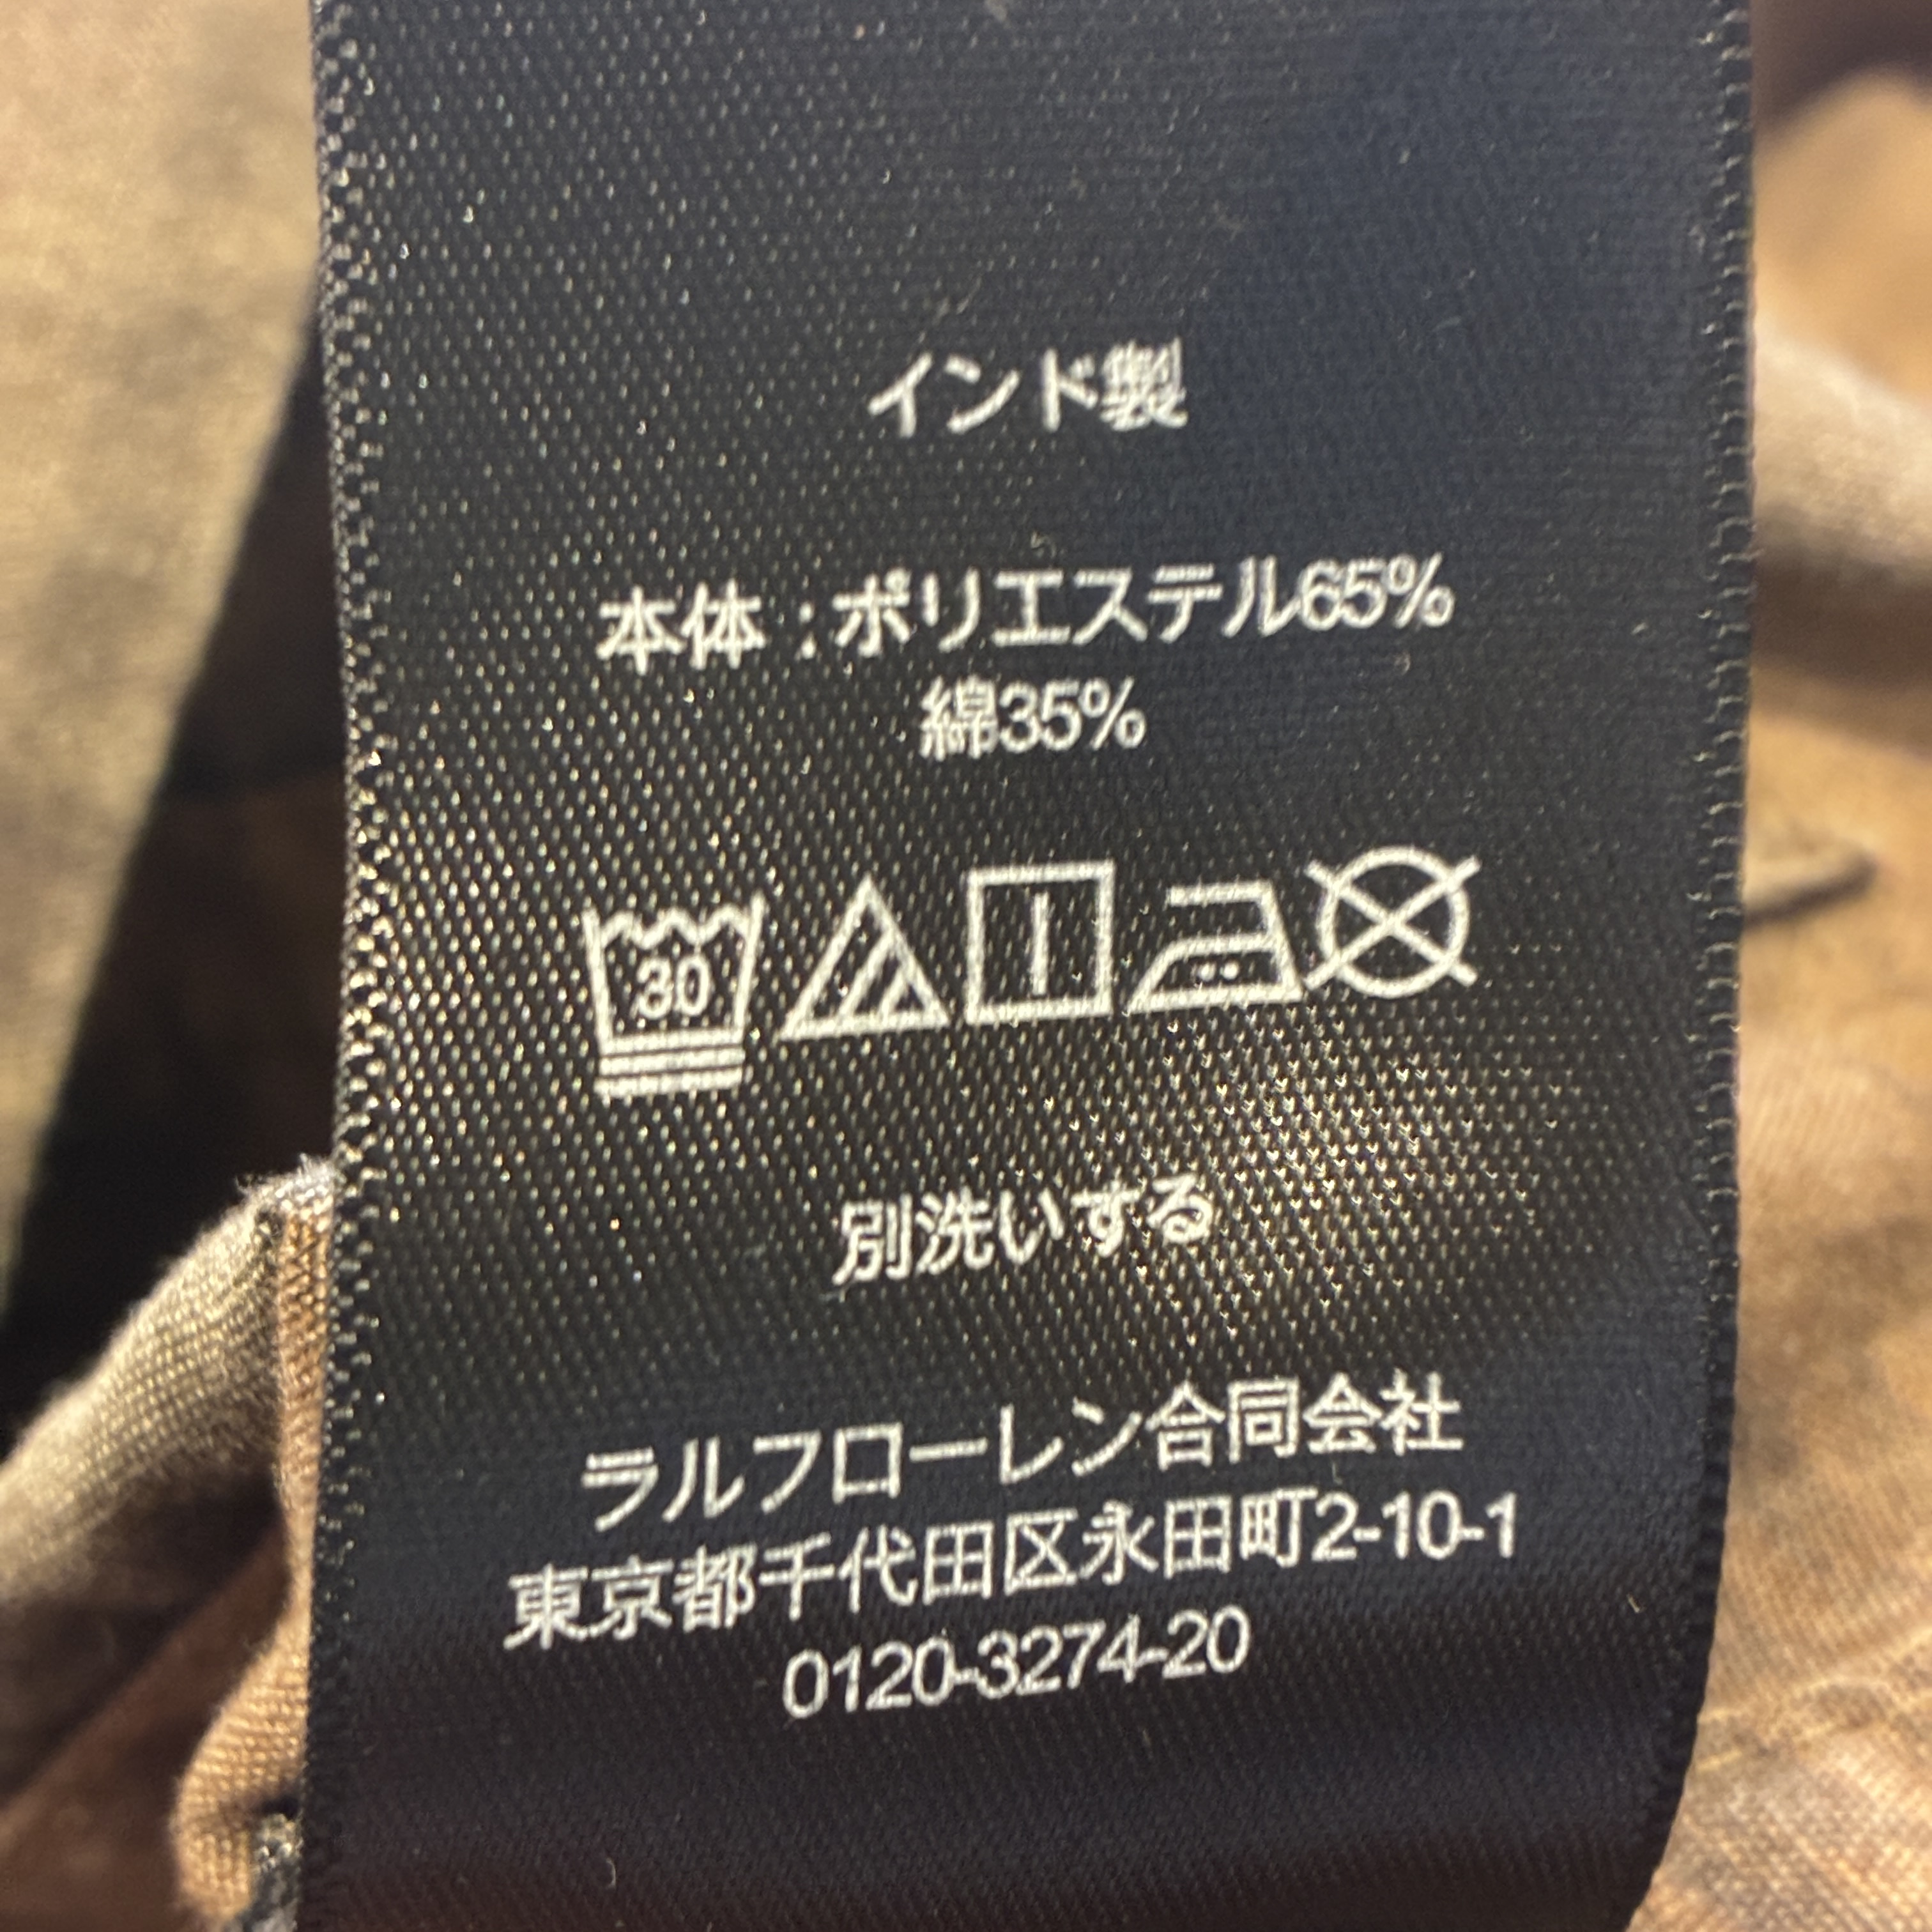 インド製
本体：ポリエステル65%
綿35%
30
別洗いする
ラルフローレン合同会社
東京都千代田区永田町2-10-1
0120-3274-20